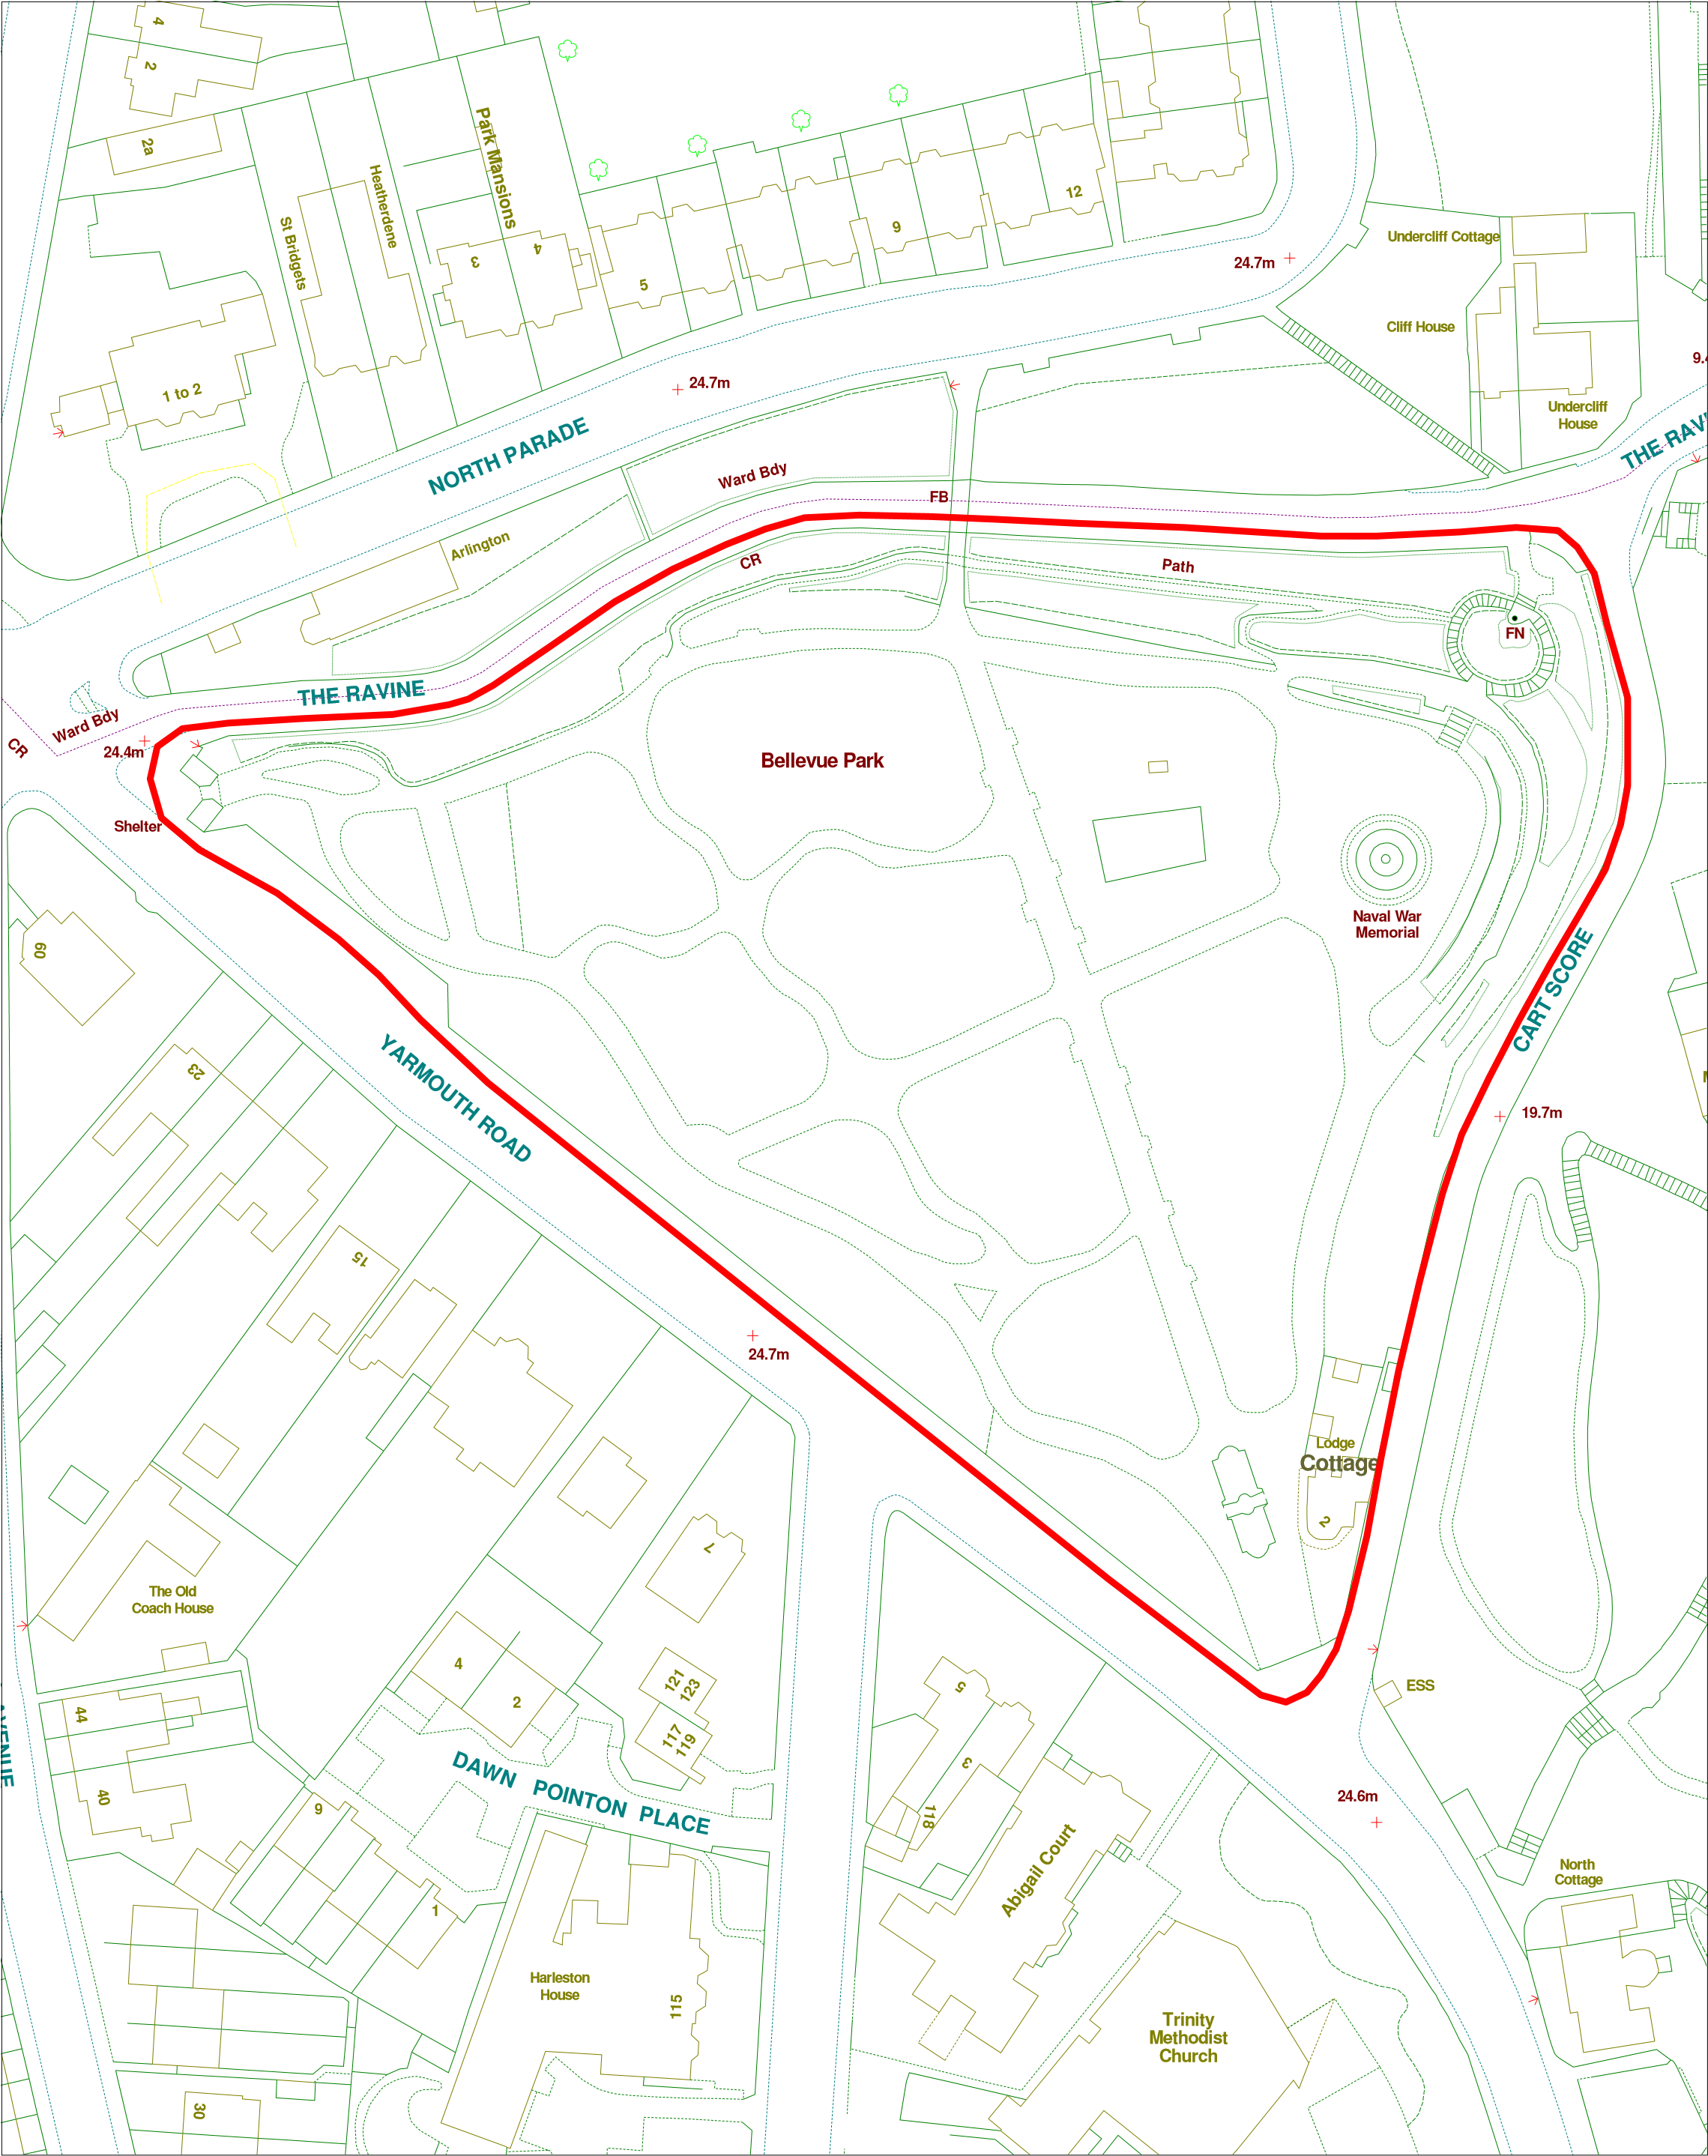 4
2
2a
Park Mansions
Heatherdene
St Bridgets
3
4
5
9
12
1 to 2
24.7m
Undercliff Cottage
Cliff House
Undercliff
House
24.7m
NORTH PARADE
Ward Bdy
FB
Arlington
CR
Path
FN
THE RAVINE
Ward Bdy
CR
24.4m
Shelter
Bellevue Park
Naval War
Memorial
CART SCORE
60
23
YARMOUTH ROAD
19.7m
15
24.7m
Lodge
Cottage
2
7
The Old
Coach House
4
2
121
123
117
119
44
40
5
3
118
ESS
24.6m
DAWN POINTON PLACE
9
1
Abigail Court
North
Cottage
Harleston
House
115
Trinity
Methodist
Church
30